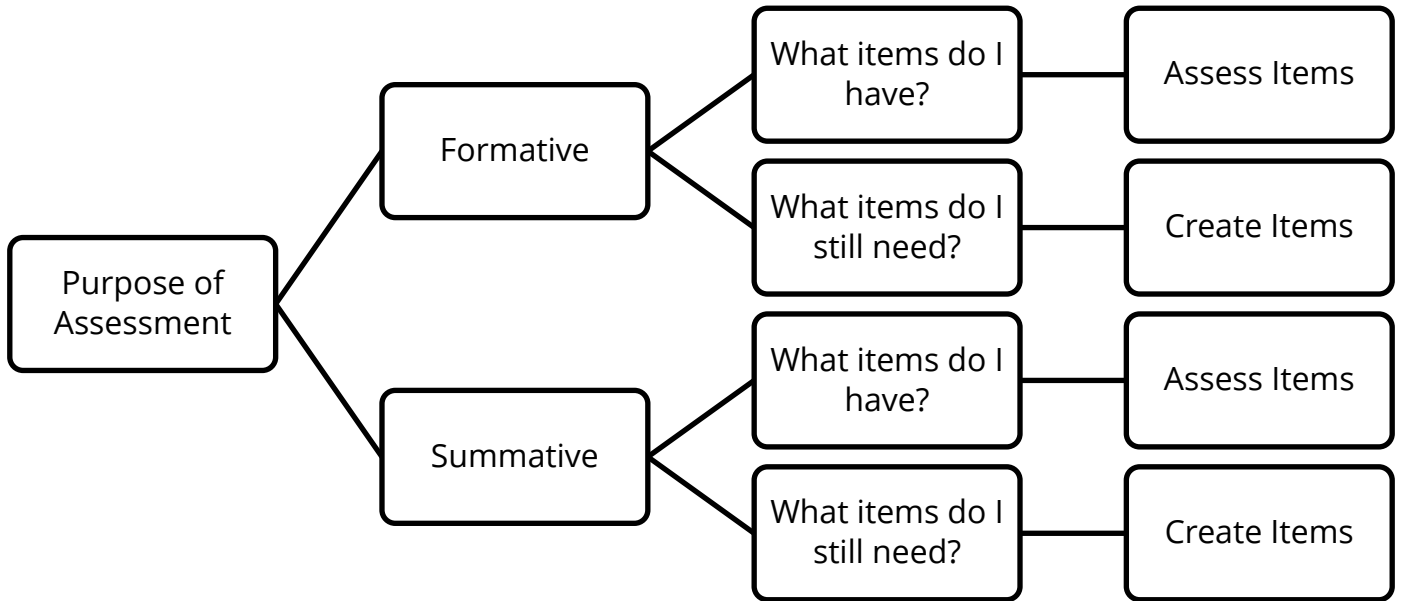 Purpose of
Assessment
Formative
What items do I
have?
Assess Items
What items do I
still need?
Create Items
Summative
What items do I
have?
Assess Items
What items do I
still need?
Create Items